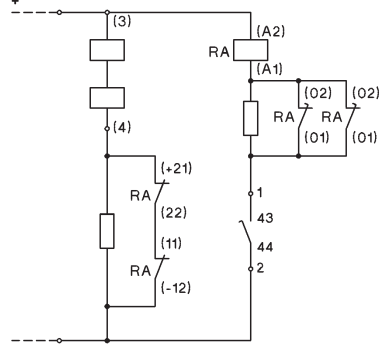 +
(3)
(A2)
RA
(A1)
(02) (02)
RA RA
(01) (01)
(4)
(+21)
RA
(22)
(11)
RA
(-12)
1
43
44
2